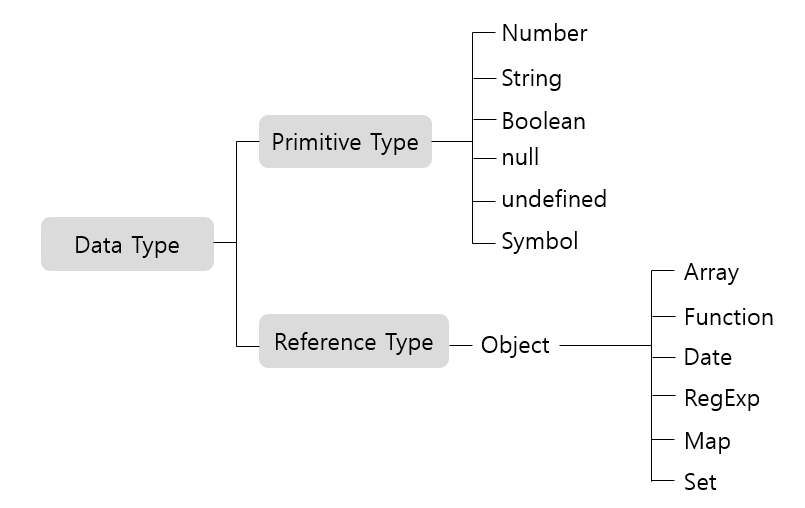 Data Type
Primitive Type
Number
String
Boolean
null
undefined
Symbol
Reference Type
Object
Array
Function
Date
RegExp
Map
Set